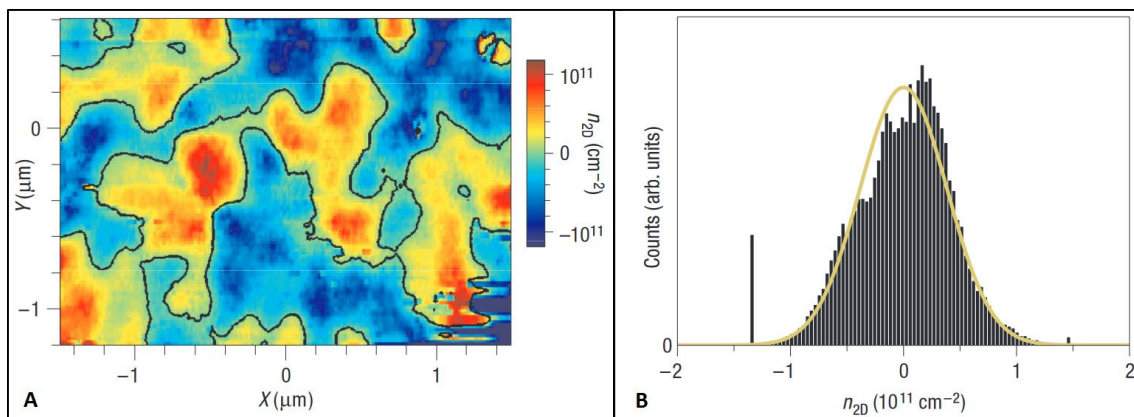 10¹¹
0
−10¹¹
n₂D (cm⁻²)
0
−1
Y (μm)
−1
0
1
X (μm)
A
Counts (arb. units)
0
−2
−1
0
1
2
n₂D (10¹¹ cm⁻²)
B